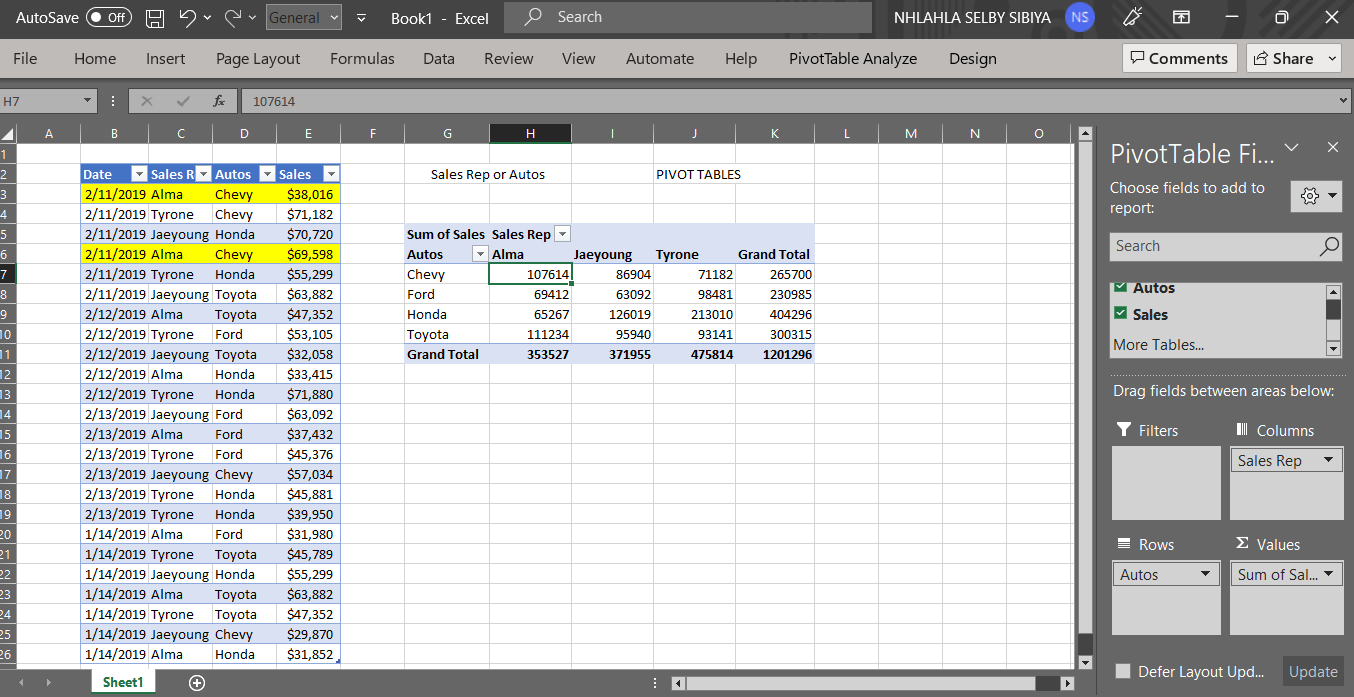 AutoSave Off General Book1 - Excel Search NHLAHLA SELBY SIBIYA NS
File Home Insert Page Layout Formulas Data Review View Automate Help PivotTable Analyze Design Comments Share
H7 fx 107614
A B C D E F G H I J K L M N O
1
2 Date Sales R Autos Sales Sales Rep or Autos PIVOT TABLES
3 2/11/2019 Alma Chevy $38,016
4 2/11/2019 Tyrone Chevy $71,182
5 2/11/2019 Jaeyoung Honda $70,720 Sum of Sales Sales Rep
6 2/11/2019 Alma Chevy $69,598 Autos Alma Jaeyoung Tyrone Grand Total
7 2/11/2019 Tyrone Honda $55,299 Chevy 107614 86904 71182 265700
8 2/11/2019 Jaeyoung Toyota $63,882 Ford 69412 63092 98481 230985
9 2/12/2019 Alma Toyota $47,352 Honda 65267 126019 213010 404296
10 2/12/2019 Tyrone Ford $53,105 Toyota 111234 95940 93141 300315
11 2/12/2019 Jaeyoung Toyota $32,058 Grand Total 353527 371955 475814 1201296
12 2/12/2019 Alma Honda $33,415
13 2/12/2019 Tyrone Honda $71,880
14 2/13/2019 Jaeyoung Ford $63,092
15 2/13/2019 Alma Ford $37,432
16 2/13/2019 Tyrone Ford $45,376
17 2/13/2019 Jaeyoung Chevy $57,034
18 2/13/2019 Tyrone Honda $45,881
19 2/13/2019 Tyrone Honda $39,950
20 1/14/2019 Alma Ford $31,980
21 1/14/2019 Tyrone Toyota $45,789
22 1/14/2019 Jaeyoung Honda $55,299
23 1/14/2019 Alma Toyota $63,882
24 1/14/2019 Tyrone Toyota $47,352
25 1/14/2019 Jaeyoung Chevy $29,870
26 1/14/2019 Alma Honda $31,852
Sheet1
PivotTable Fi...
Choose fields to add to
report:
Search
Autos
Sales
More Tables...
Drag fields between areas below:
Filters Columns
Sales Rep
Rows Σ Values
Autos Sum of Sal...
Defer Layout Upd... Update